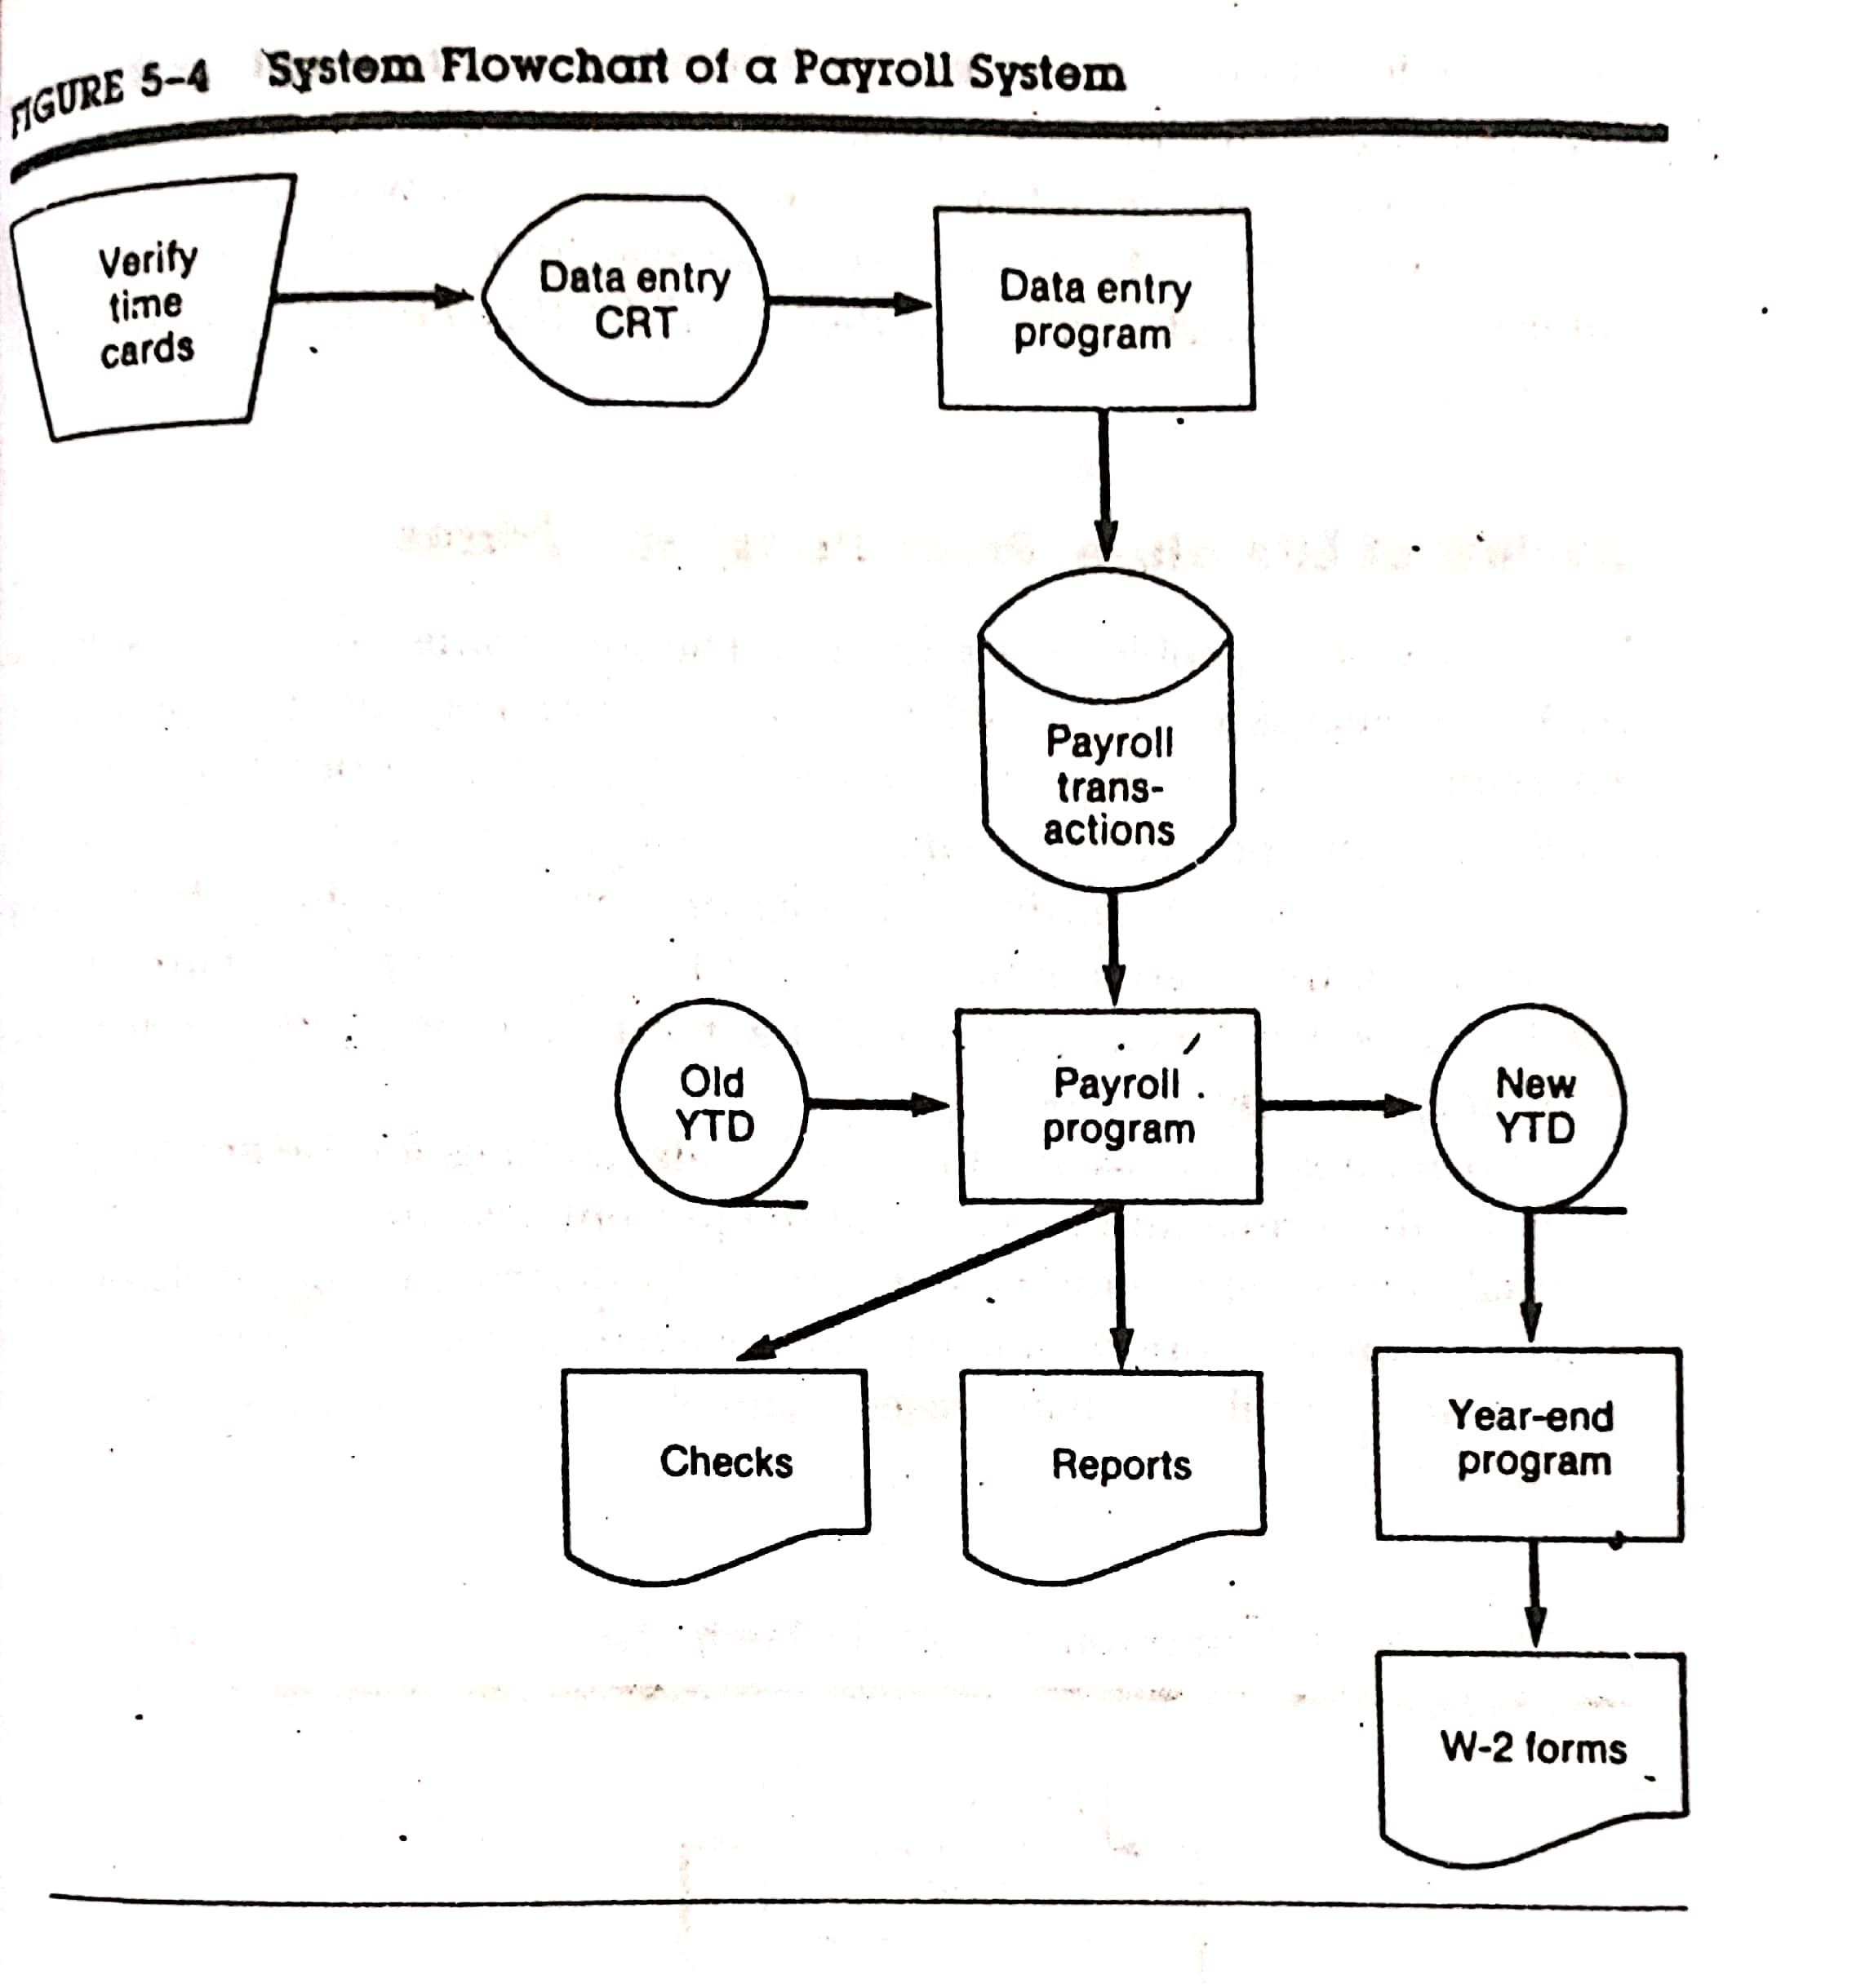 FIGURE 5-4 System Flowchart of a Payroll System
Verify
time
cards
Data entry
CRT
Data entry
program
Payroll
trans-
actions
Old
YTD
Payroll
program
New
YTD
Checks
Reports
Year-end
program
W-2 forms